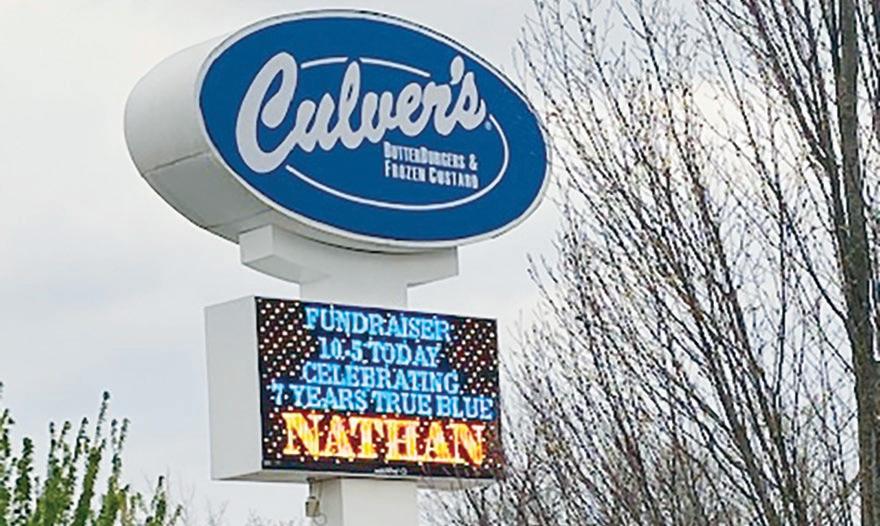 Culver's®
ButterBurgers &
Frozen Custard
FUNDRAISER
10-5 TODAY
CELEBRATING
7 YEARS TRUE BLUE
NATHAN